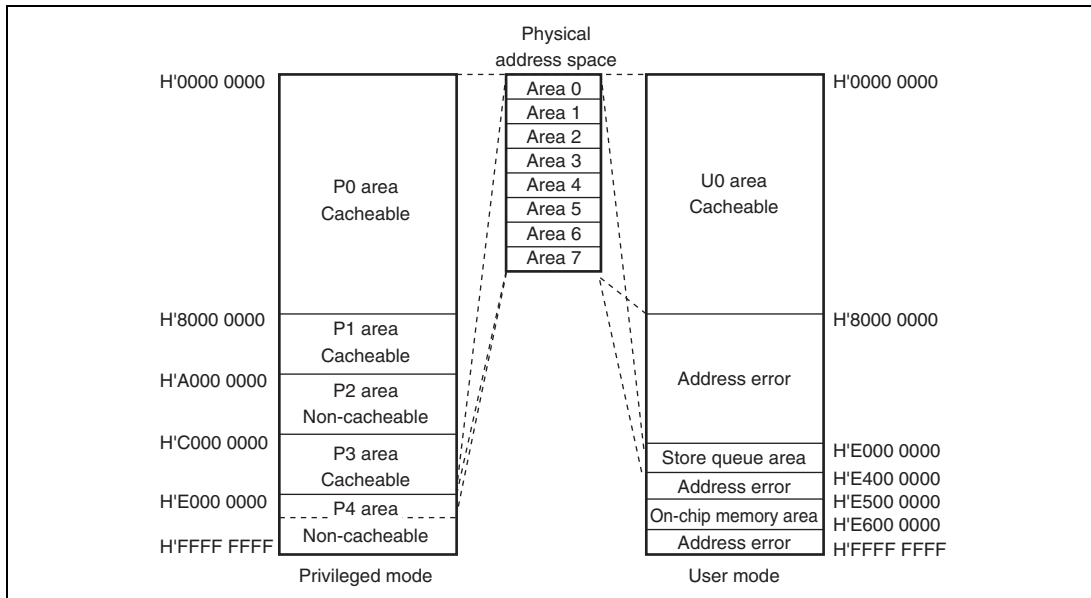 Physical
address space
H'0000 0000
Area 0
Area 1
Area 2
Area 3
Area 4
Area 5
Area 6
Area 7
H'0000 0000
P0 area
Cacheable
U0 area
Cacheable
H'8000 0000
P1 area
Cacheable
H'8000 0000
H'A000 0000
P2 area
Non-cacheable
Address error
H'C000 0000
P3 area
Cacheable
H'E000 0000
Store queue area
H'E400 0000
Address error
H'E000 0000
P4 area
Non-cacheable
H'E500 0000
On-chip memory area
H'E600 0000
Address error
H'FFFF FFFF
H'FFFF FFFF
Privileged mode
User mode